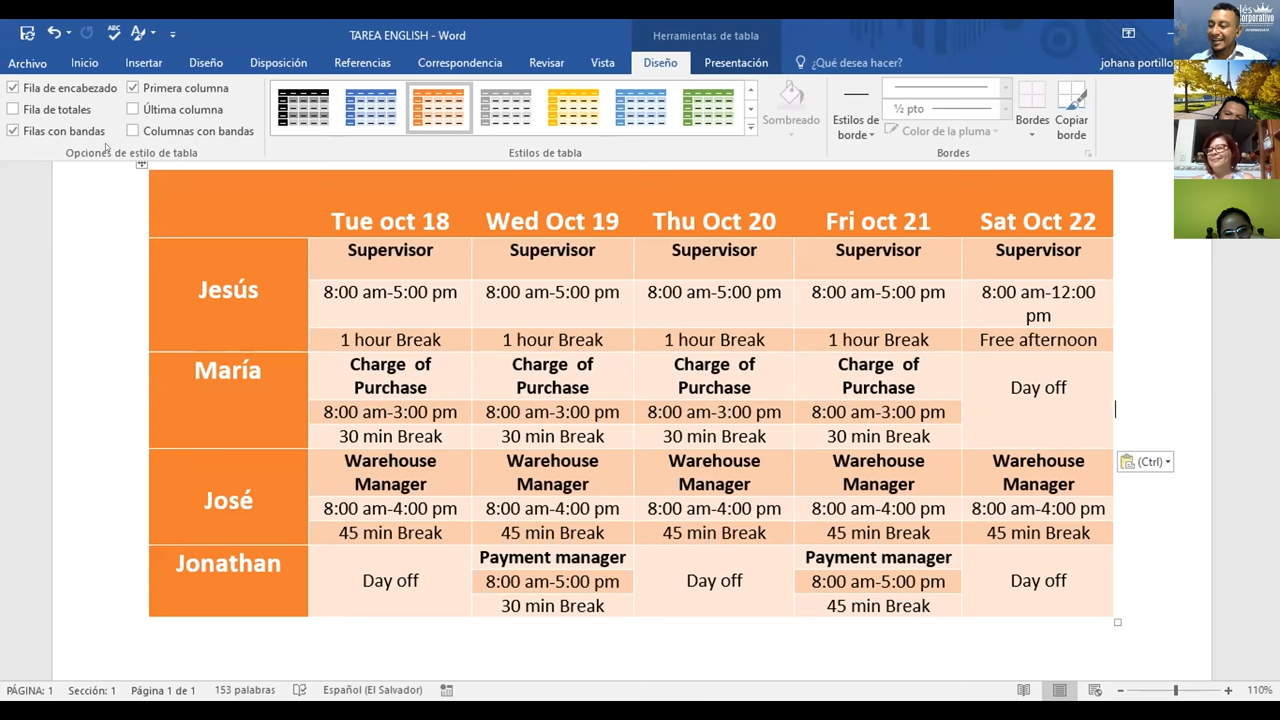 TAREA ENGLISH - Word
Herramientas de tabla
Archivo
Inicio
Insertar
Diseño
Disposición
Referencias
Correspondencia
Revisar
Vista
Diseño
Presentación
¿Qué desea hacer?
johana portillo
Fila de encabezado
Primera columna
Fila de totales
Última columna
Filas con bandas
Columnas con bandas
Opciones de estilo de tabla
Estilos de tabla
Sombreado
Estilos de borde
½ pto
Color de la pluma
Bordes
Copiar borde
Bordes
Tue oct 18 Wed Oct 19 Thu Oct 20 Fri oct 21 Sat Oct 22
Jesús
Supervisor Supervisor Supervisor Supervisor Supervisor
8:00 am-5:00 pm 8:00 am-5:00 pm 8:00 am-5:00 pm 8:00 am-5:00 pm 8:00 am-12:00
pm
1 hour Break 1 hour Break 1 hour Break 1 hour Break Free afternoon
María
Charge of Charge of Charge of Charge of
Purchase Purchase Purchase Purchase Day off
8:00 am-3:00 pm 8:00 am-3:00 pm 8:00 am-3:00 pm 8:00 am-3:00 pm
30 min Break 30 min Break 30 min Break 30 min Break
José
Warehouse Warehouse Warehouse Warehouse Warehouse
Manager Manager Manager Manager Manager
8:00 am-4:00 pm 8:00 am-4:00 pm 8:00 am-4:00 pm 8:00 am-4:00 pm 8:00 am-4:00 pm
45 min Break 45 min Break 45 min Break 45 min Break 45 min Break
Jonathan
Payment manager Payment manager
Day off 8:00 am-5:00 pm Day off 8:00 am-5:00 pm Day off
30 min Break 45 min Break
(Ctrl)
PÁGINA: 1
Sección: 1
Página 1 de 1
153 palabras
Español (El Salvador)
110%